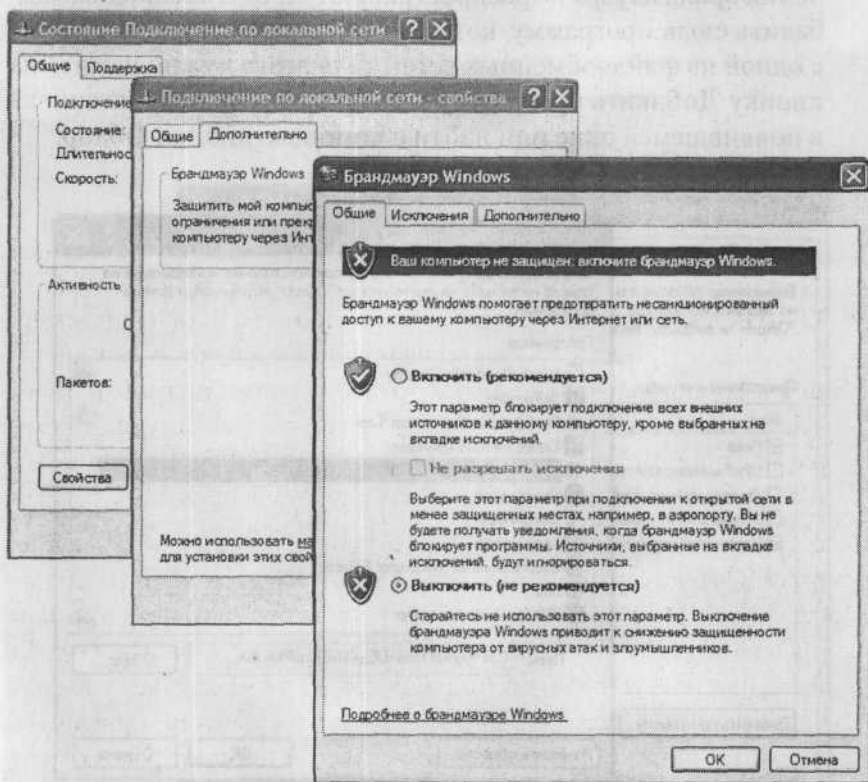 Состояние Подключение по локальной сети
Общие Поддержка
Подключение
Состояние:
Длительнос
Скорость:
Активность
Пакетов:
Свойства
Подключение по локальной сети - свойства
Общие Дополнительно
Брандмауэр Windows
Защитить мой компью
ограничения или прек
компьютеру через Инт
Можно использовать ма
для установки этих свой
Брандмауэр Windows
Общие Исключения Дополнительно
Ваш компьютер не защищен: включите брандмауэр Windows.
Брандмауэр Windows помогает предотвратить несанкционированный
доступ к вашему компьютеру через Интернет или сеть.
Включить (рекомендуется)
Этот параметр блокирует подключение всех внешних
источников к данному компьютеру, кроме выбранных на
вкладке исключений.
Не разрешать исключения
Выберите этот параметр при подключении к открытой сети в
менее защищенных местах, например, в аэропорту. Вы не
будете получать уведомления, когда брандмауэр Windows
блокирует программы. Источники, выбранные на вкладке
исключений, будут игнорироваться.
Выключить (не рекомендуется)
Старайтесь не использовать этот параметр. Выключение
брандмауэра Windows приводит к снижению защищенности
компьютера от вирусных атак и злоумышленников.
Подробнее о брандмауэре Windows.
OK Отмена